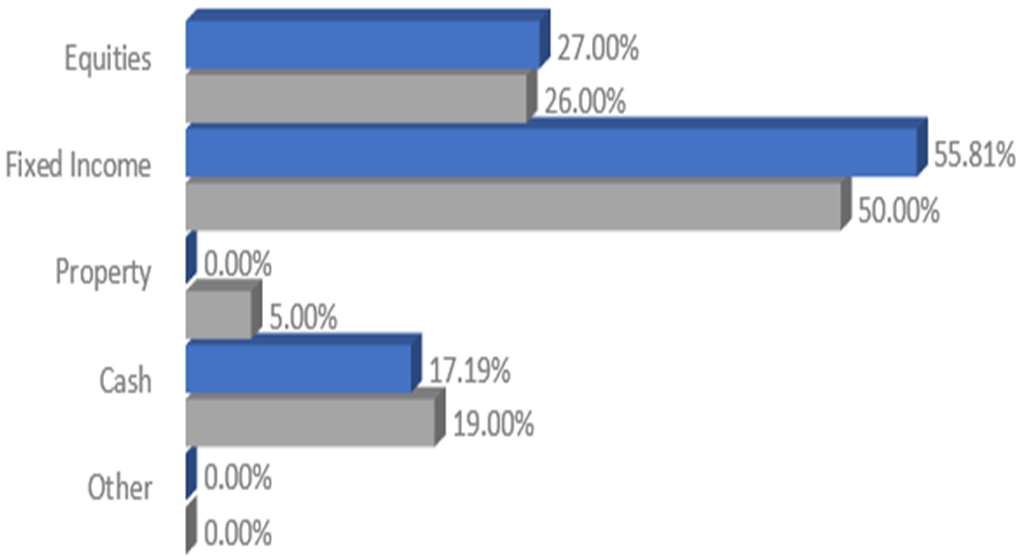 Equities
27.00%
26.00%
Fixed Income
55.81%
50.00%
Property
0.00%
5.00%
Cash
17.19%
19.00%
Other
0.00%
0.00%